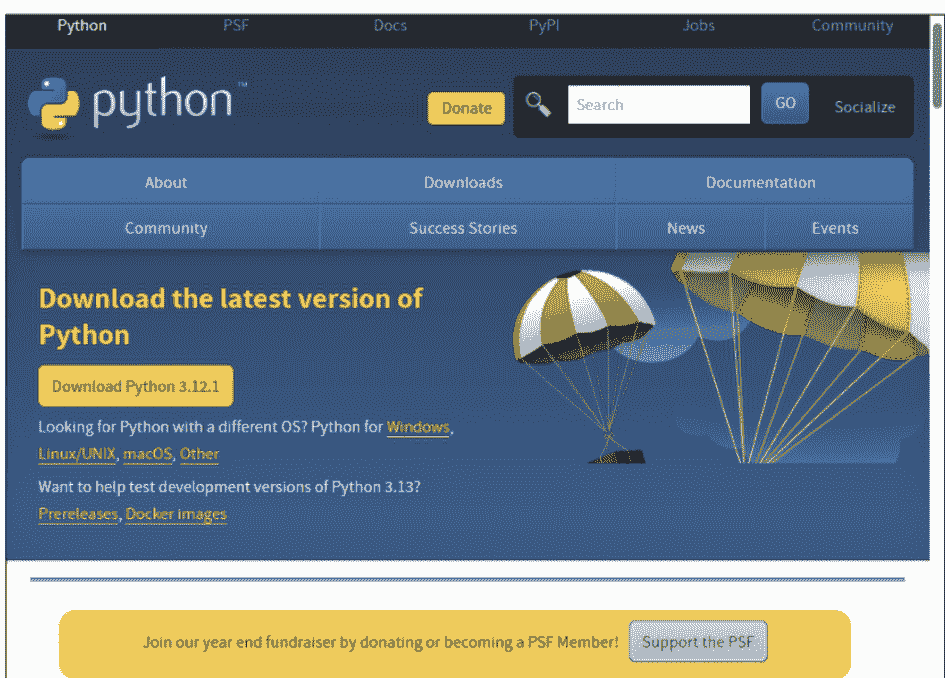 Python PSF Docs PyPI Jobs Community
python™ Donate Search GO Socialize
About Downloads Documentation
Community Success Stories News Events
Download the latest version of
Python
Download Python 3.12.1
Looking for Python with a different OS? Python for Windows,
Linux/UNIX, macOS, Other
Want to help test development versions of Python 3.13?
Prereleases, Docker images
Join our year end fundraiser by donating or becoming a PSF Member! Support the PSF